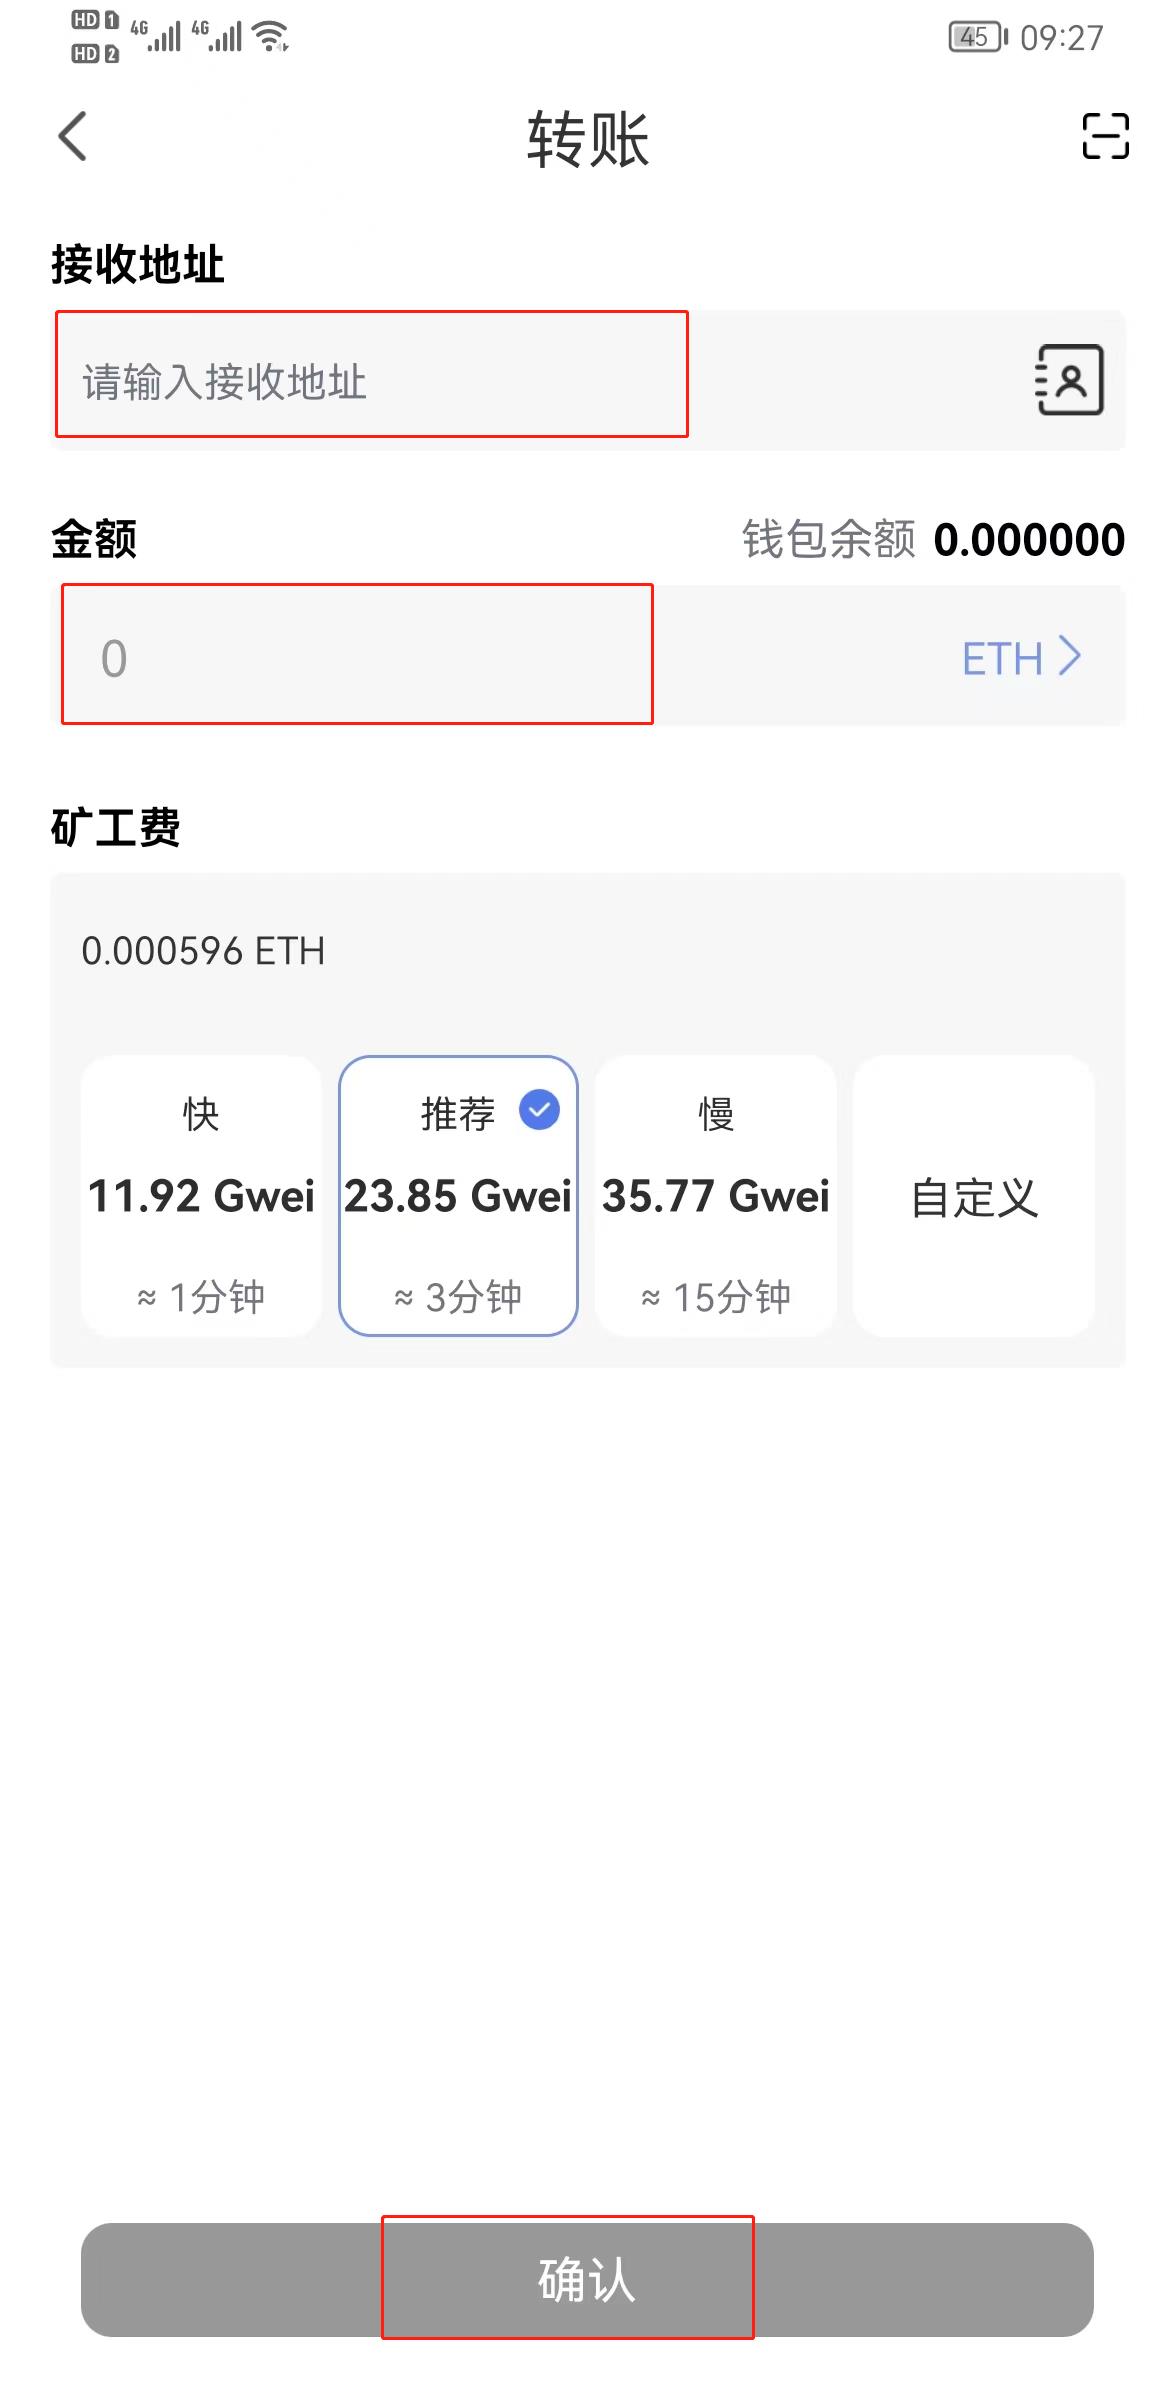 HD 1 4G 4G 45 09:27
HD 2
转账
接收地址
请输入接收地址
金额 钱包余额 0.000000
0 ETH
矿工费
0.000596 ETH
快 推荐 慢
11.92 Gwei 23.85 Gwei 35.77 Gwei 自定义
≈ 1分钟 ≈ 3分钟 ≈ 15分钟
确认